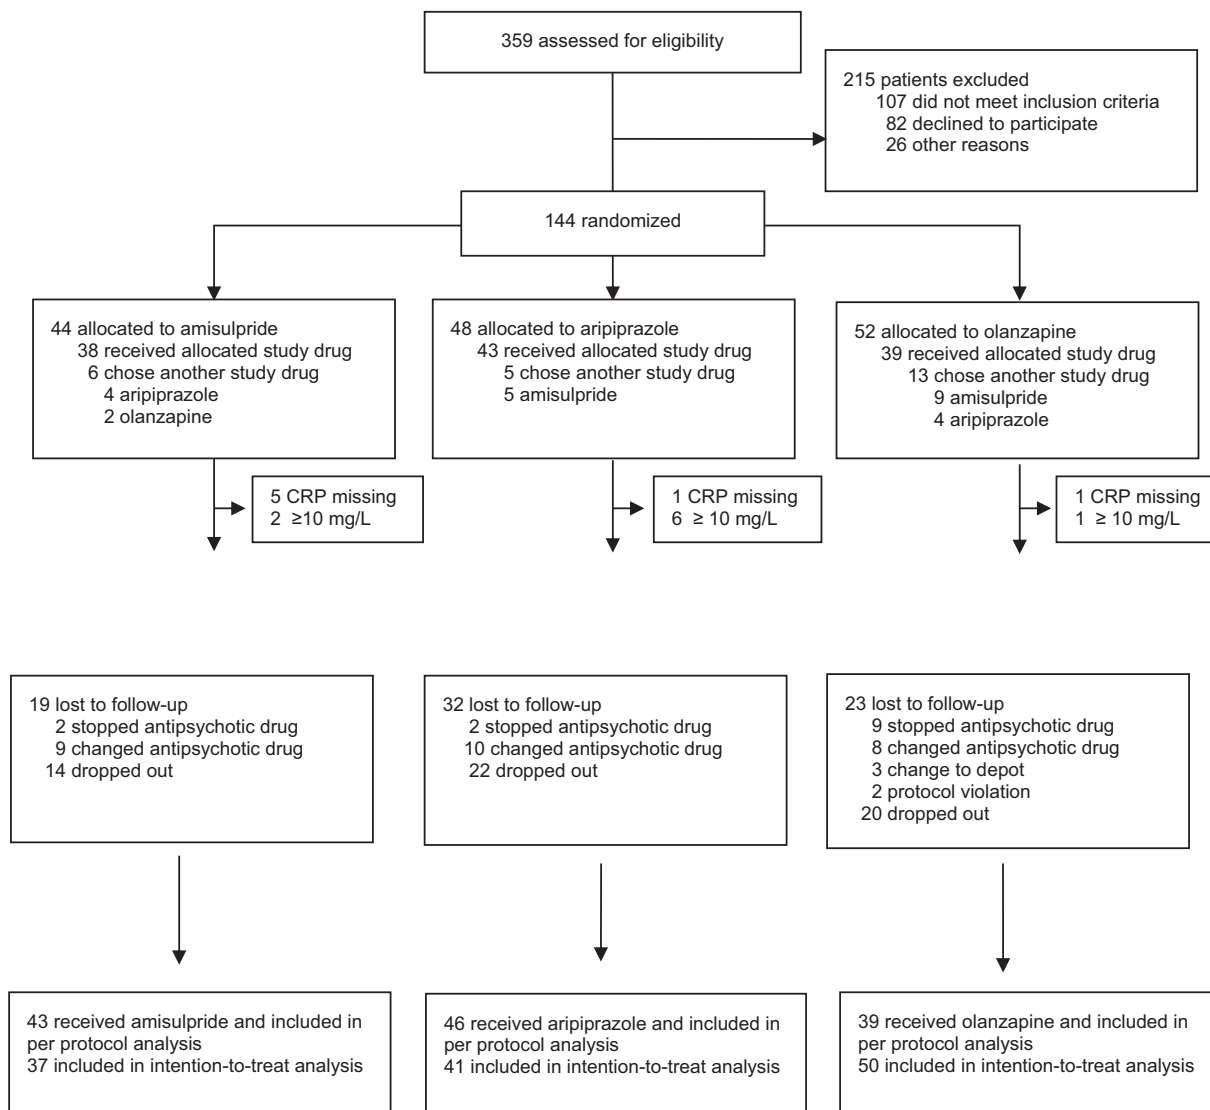 359 assessed for eligibility
215 patients excluded
107 did not meet inclusion criteria
82 declined to participate
26 other reasons
144 randomized
44 allocated to amisulpride
38 received allocated study drug
6 chose another study drug
4 aripiprazole
2 olanzapine
48 allocated to aripiprazole
43 received allocated study drug
5 chose another study drug
5 amisulpride
52 allocated to olanzapine
39 received allocated study drug
13 chose another study drug
9 amisulpride
4 aripiprazole
5 CRP missing
2 ≥10 mg/L
1 CRP missing
6 ≥ 10 mg/L
1 CRP missing
1 ≥ 10 mg/L
19 lost to follow-up
2 stopped antipsychotic drug
9 changed antipsychotic drug
14 dropped out
32 lost to follow-up
2 stopped antipsychotic drug
10 changed antipsychotic drug
22 dropped out
23 lost to follow-up
9 stopped antipsychotic drug
8 changed antipsychotic drug
3 change to depot
2 protocol violation
20 dropped out
43 received amisulpride and included in
per protocol analysis
37 included in intention-to-treat analysis
46 received aripiprazole and included in
per protocol analysis
41 included in intention-to-treat analysis
39 received olanzapine and included in
per protocol analysis
50 included in intention-to-treat analysis